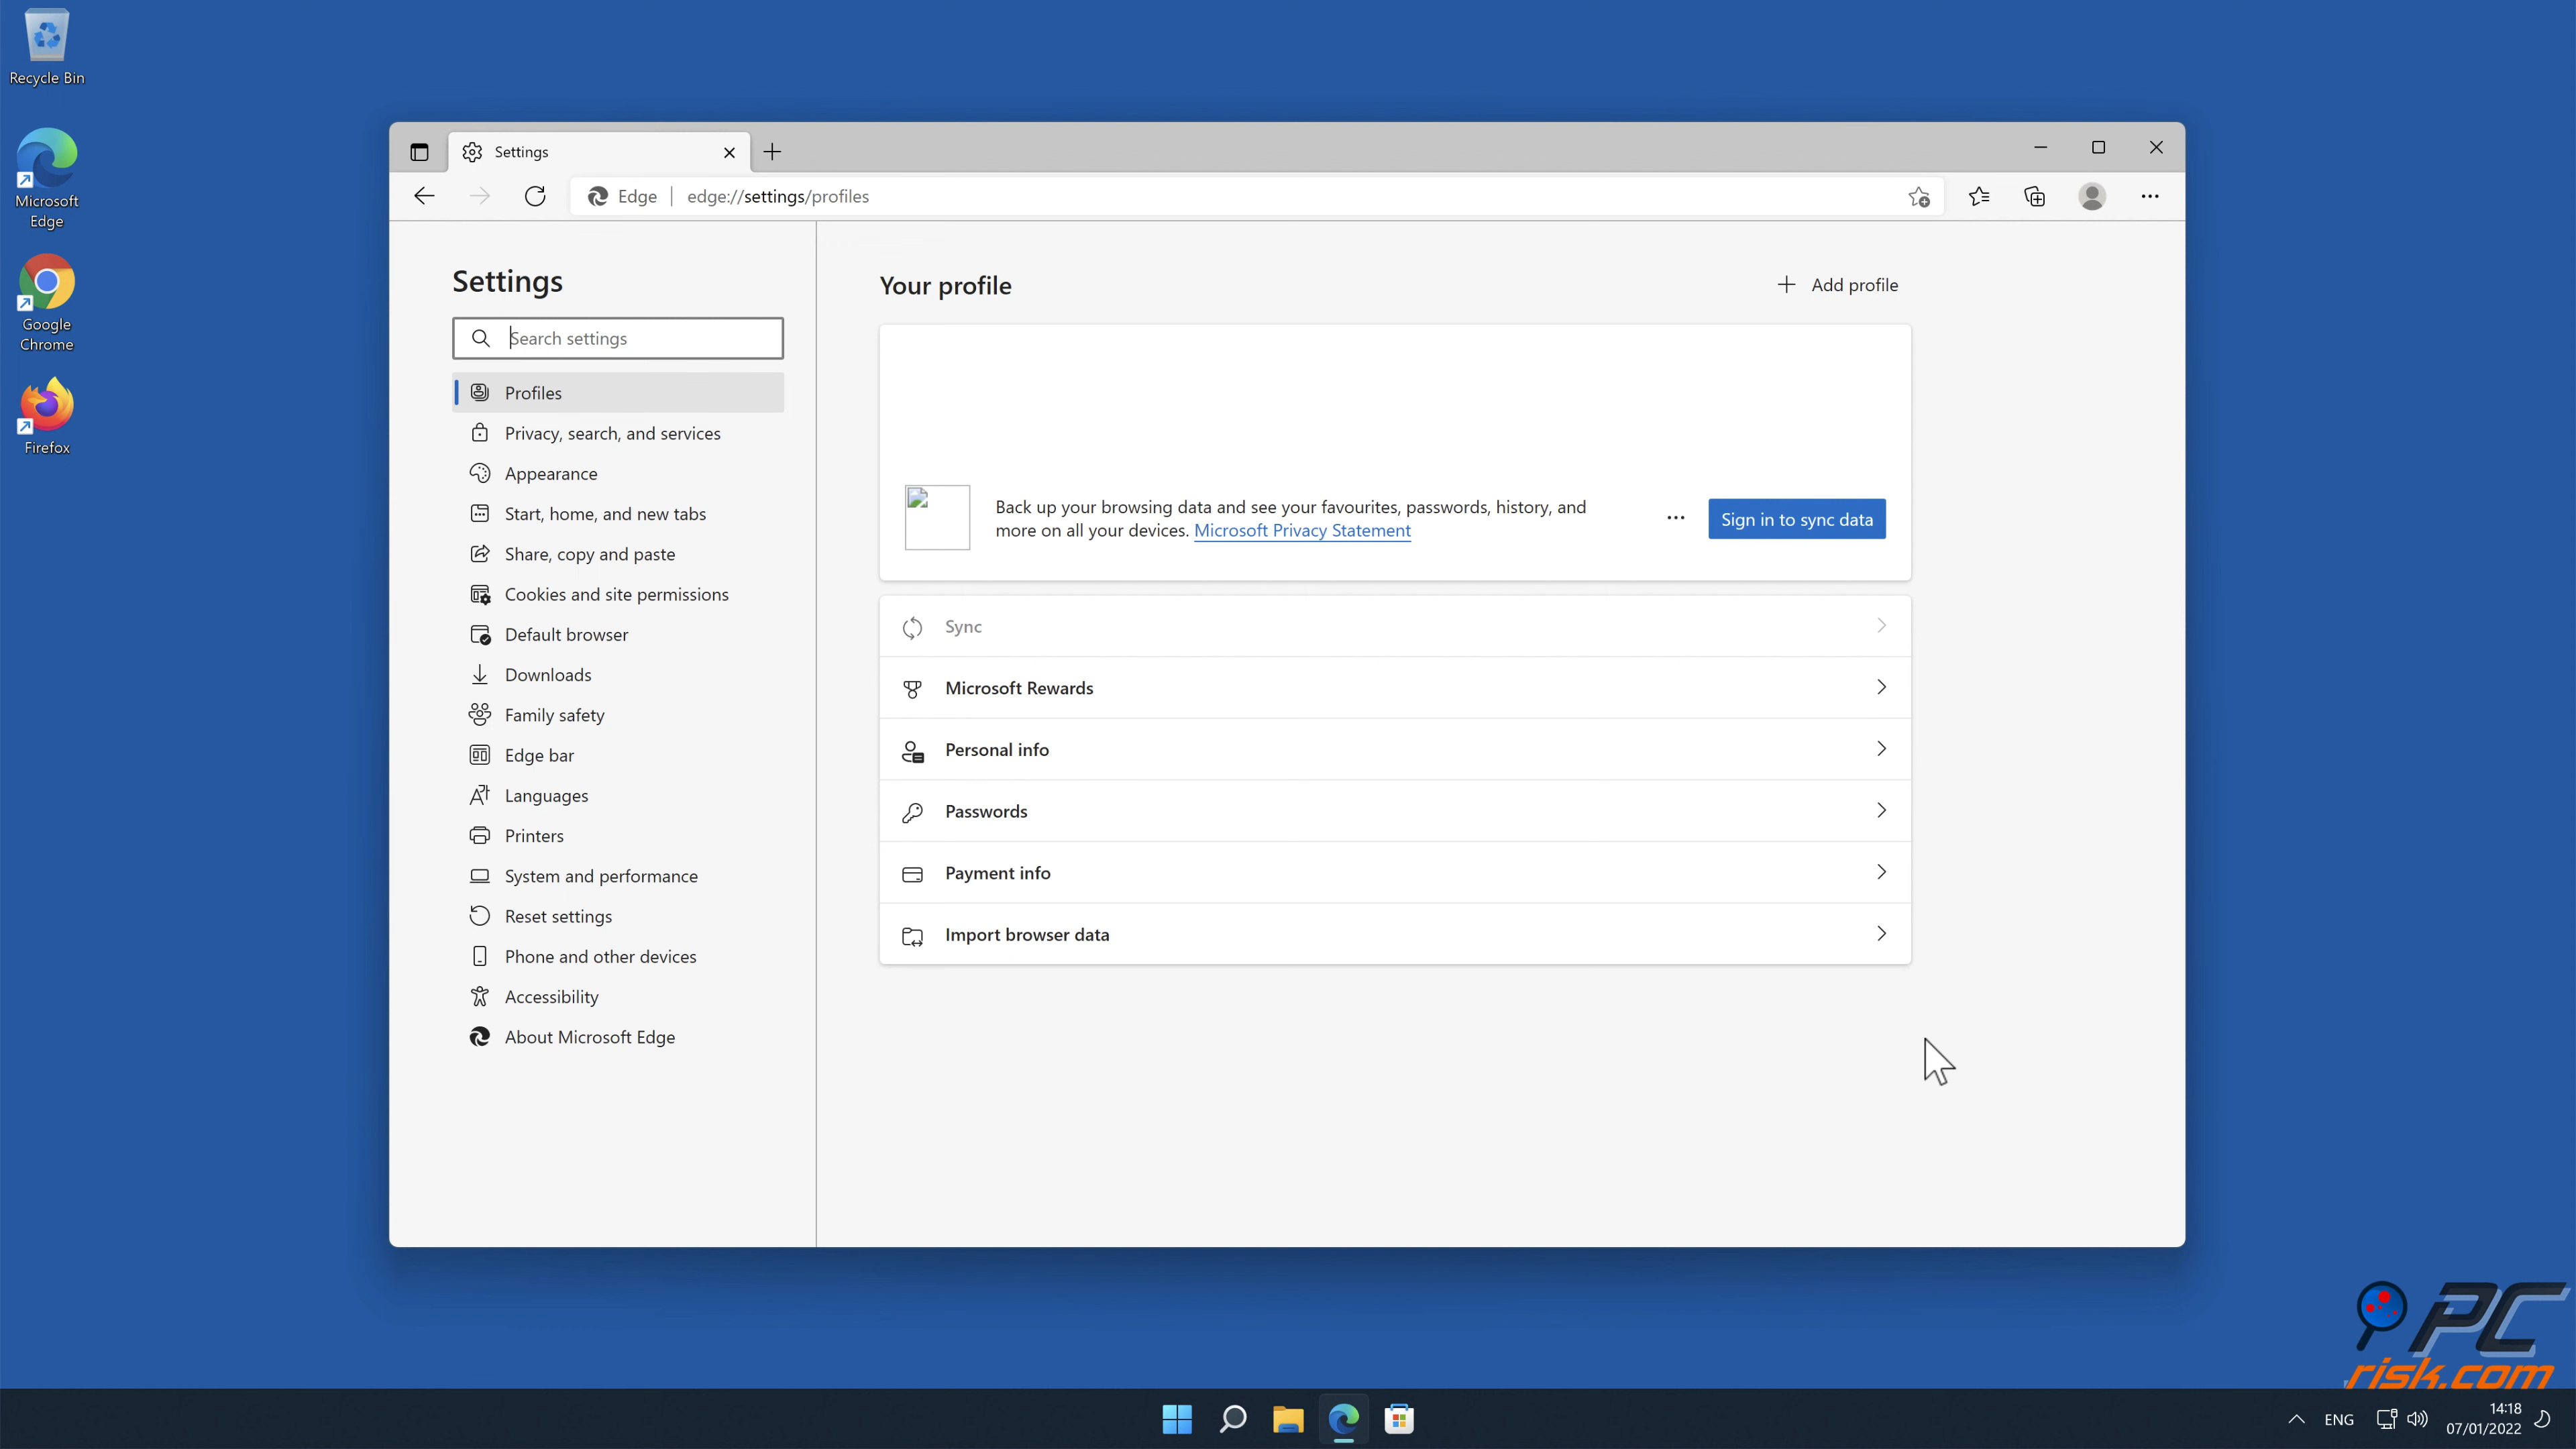 Recycle Bin
Microsoft
Edge
Google
Chrome
Firefox
Settings
Edge
edge://settings/profiles
Settings
Search settings
Profiles
Privacy, search, and services
Appearance
Start, home, and new tabs
Share, copy and paste
Cookies and site permissions
Default browser
Downloads
Family safety
Edge bar
Languages
Printers
System and performance
Reset settings
Phone and other devices
Accessibility
About Microsoft Edge
Your profile
Add profile
Back up your browsing data and see your favourites, passwords, history, and
more on all your devices. Microsoft Privacy Statement
Sign in to sync data
Sync
Microsoft Rewards
Personal info
Passwords
Payment info
Import browser data
PC
risk.com
ENG
14:18
07/01/2022